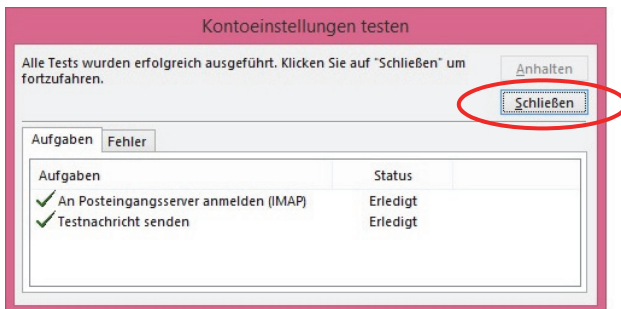 Kontoeinstellungen testen
Alle Tests wurden erfolgreich ausgeführt. Klicken Sie auf "Schließen" um
fortzufahren.
Anhalten
Schließen
Aufgaben Fehler
Aufgaben Status
An Posteingangsserver anmelden (IMAP) Erledigt
Testnachricht senden Erledigt